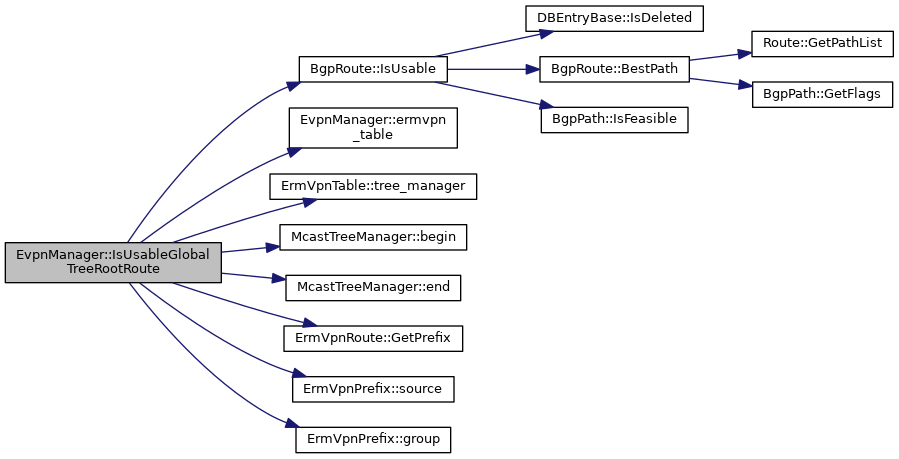 EvpnManager::IsUsableGlobal
TreeRootRoute
BgpRoute::IsUsable
DBEntryBase::IsDeleted
BgpRoute::BestPath
Route::GetPathList
BgpPath::GetFlags
BgpPath::IsFeasible
EvpnManager::ermvpn
_table
ErmVpnTable::tree_manager
McastTreeManager::begin
McastTreeManager::end
ErmVpnRoute::GetPrefix
ErmVpnPrefix::source
ErmVpnPrefix::group